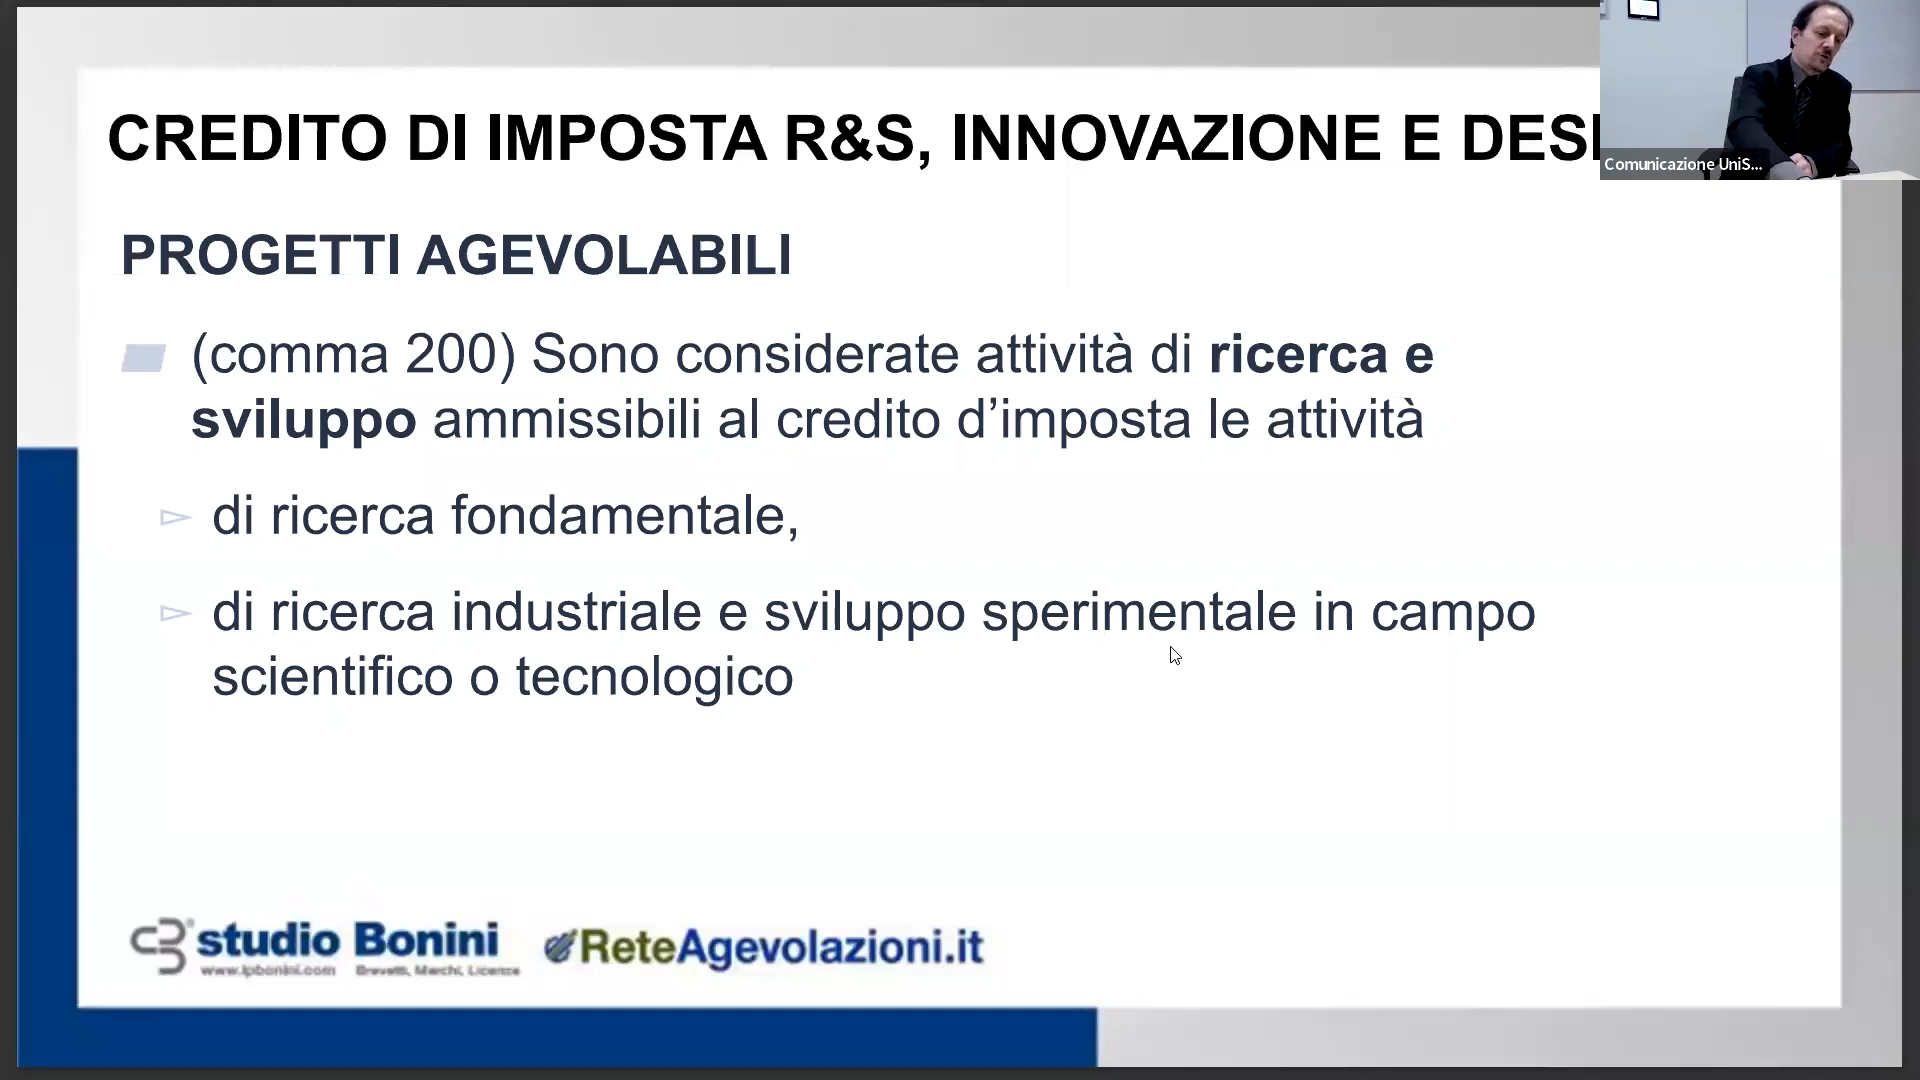 CREDITO DI IMPOSTA R&S, INNOVAZIONE E DESI
Comunicazione UniS...
PROGETTI AGEVOLABILI
(comma 200) Sono considerate attività di ricerca e
sviluppo ammissibili al credito d’imposta le attività
di ricerca fondamentale,
di ricerca industriale e sviluppo sperimentale in campo
scientifico o tecnologico
studio Bonini
www.ipbonini.com Brevetti, Marchi, Licenze
ReteAgevolazioni.it